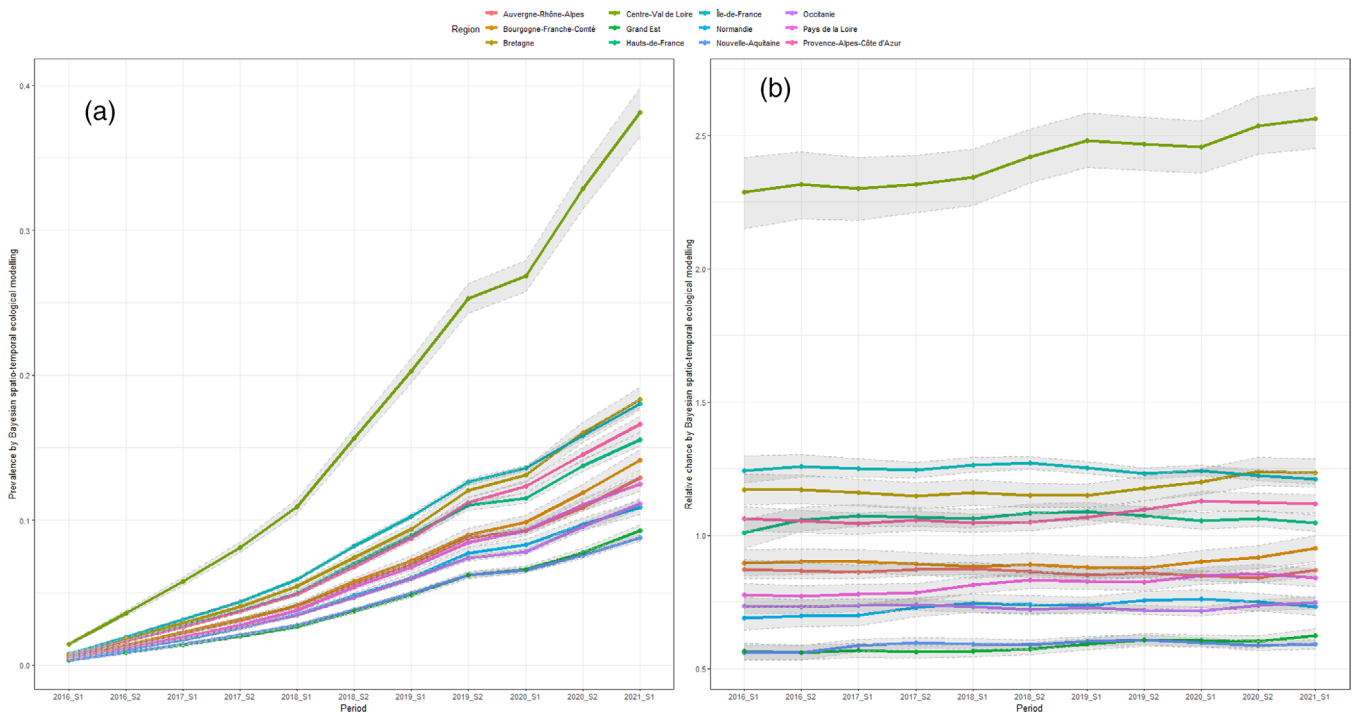 Region
Auvergne-Rhône-Alpes
Centre-Val de Loire
Île-de-France
Occitanie
Bourgogne-Franche-Comté
Grand Est
Normandie
Pays de la Loire
Bretagne
Hauts-de-France
Nouvelle-Aquitaine
Provence-Alpes-Côte d'Azur
(a)
Prevalence by Bayesian spatio-temporal ecological modelling
0.4
0.3
0.2
0.1
0.0
2016_S1 2016_S2 2017_S1 2017_S2 2018_S1 2018_S2 2019_S1 2019_S2 2020_S1 2020_S2 2021_S1
Period
(b)
Relative chance by Bayesian spatio-temporal ecological modelling
2.5
2.0
1.5
1.0
0.5
2016_S1 2016_S2 2017_S1 2017_S2 2018_S1 2018_S2 2019_S1 2019_S2 2020_S1 2020_S2 2021_S1
Period